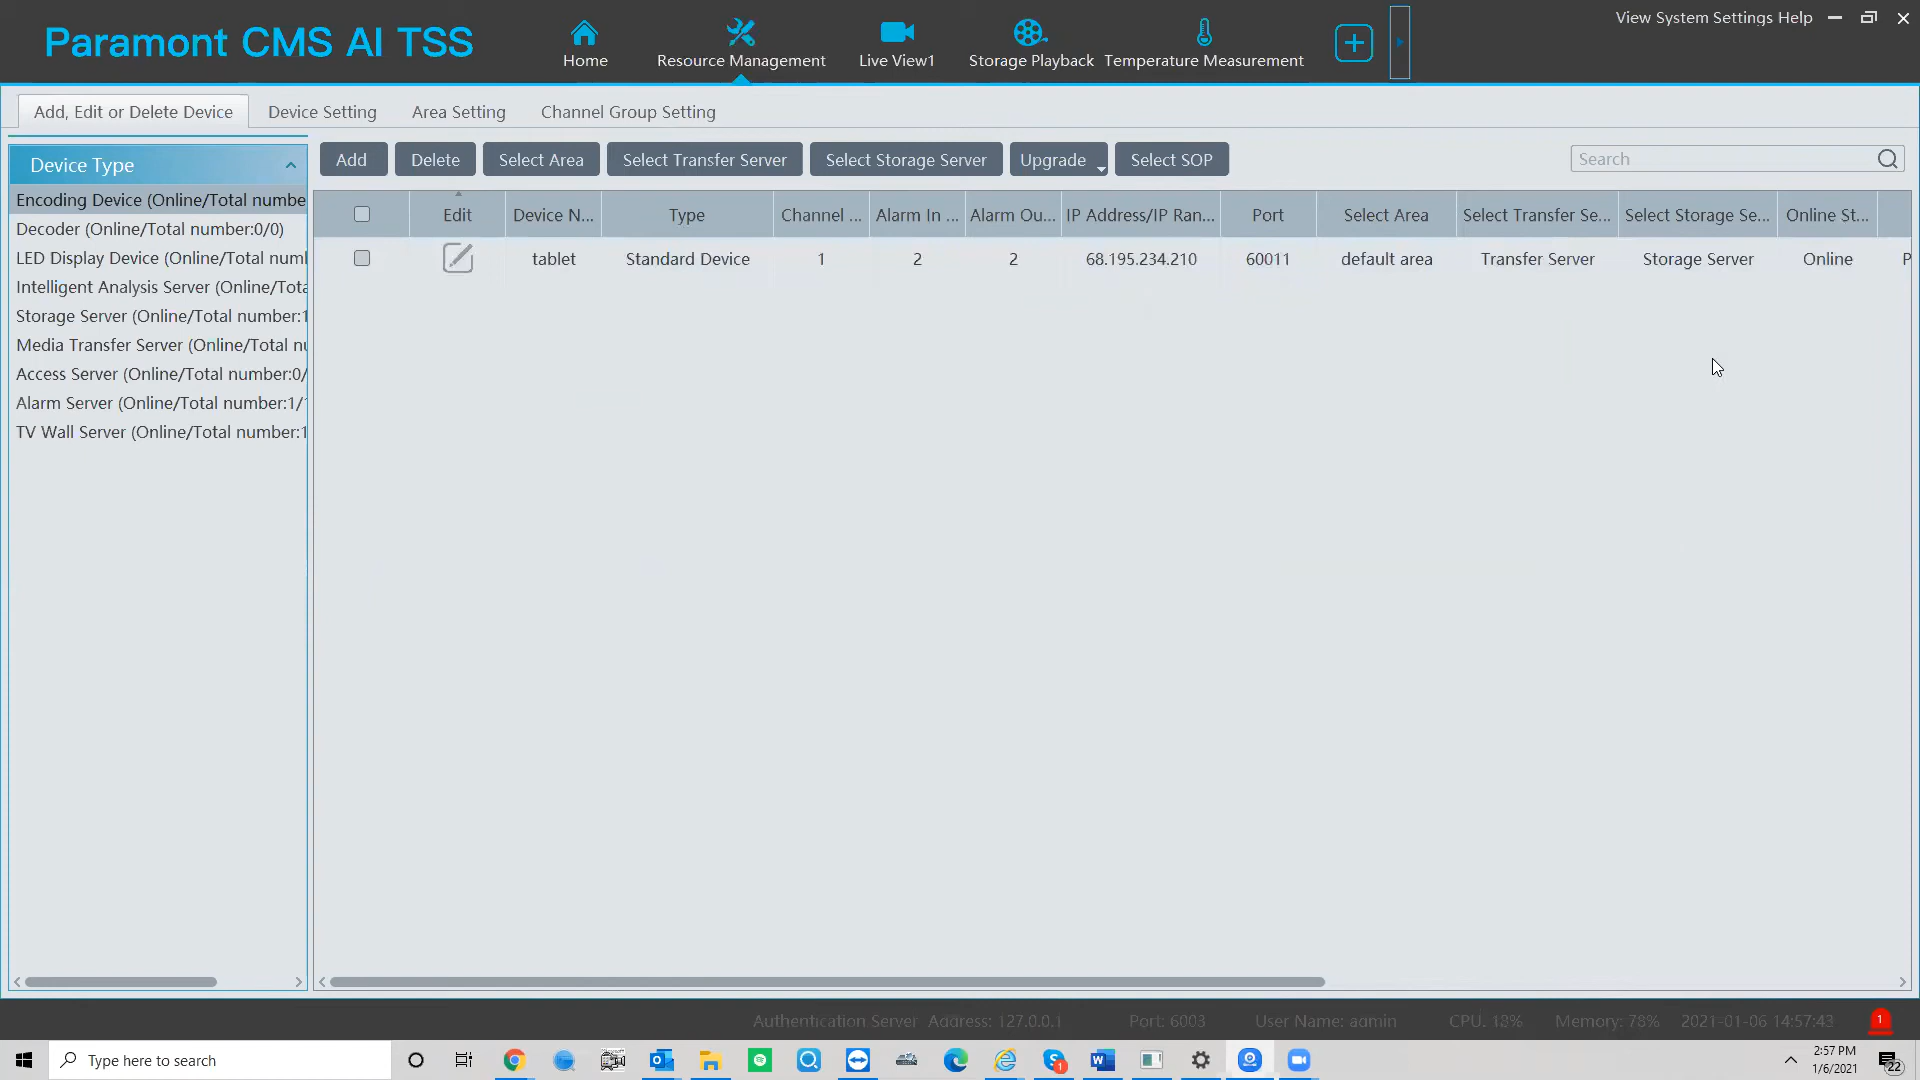 Paramont CMS AI TSS
Home
Resource Management
Live View1
Storage Playback
Temperature Measurement
View System Settings Help
Add, Edit or Delete Device
Device Setting
Area Setting
Channel Group Setting
Device Type
Encoding Device (Online/Total numbe
Decoder (Online/Total number:0/0)
LED Display Device (Online/Total num
Intelligent Analysis Server (Online/Tota
Storage Server (Online/Total number:1
Media Transfer Server (Online/Total nu
Access Server (Online/Total number:0/
Alarm Server (Online/Total number:1/
TV Wall Server (Online/Total number:1
Add
Delete
Select Area
Select Transfer Server
Select Storage Server
Upgrade
Select SOP
Search
Edit Device N... Type Channel ... Alarm In ... Alarm Ou... IP Address/IP Ran... Port Select Area Select Transfer Se... Select Storage Se... Online St...
tablet Standard Device 1 2 2 68.195.234.210 60011 default area Transfer Server Storage Server Online P
Authentication Server Address: 127.0.0.1 Port: 6003 User Name: admin CPU: 13% Memory: 78% 2021-01-06 14:57:43 1
Type here to search
1
2:57 PM
1/6/2021
22